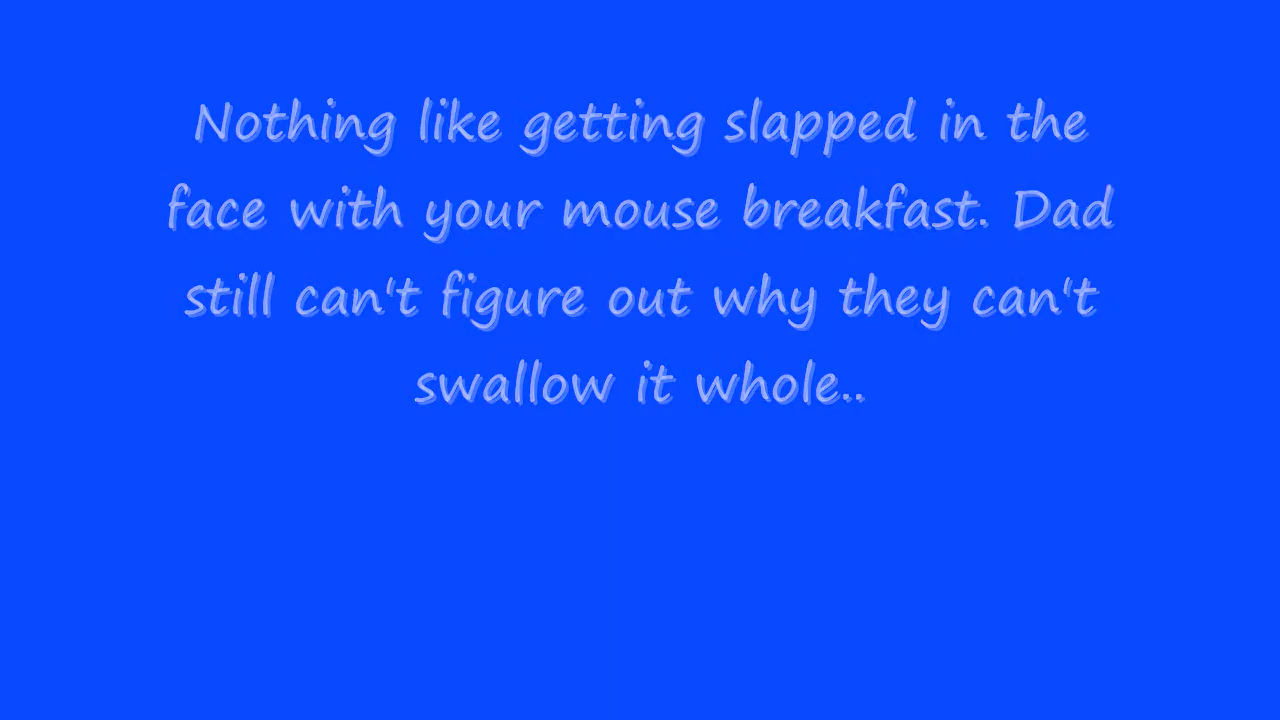 Nothing like getting slapped in the
face with your mouse breakfast. Dad
still can't figure out why they can't
swallow it whole..